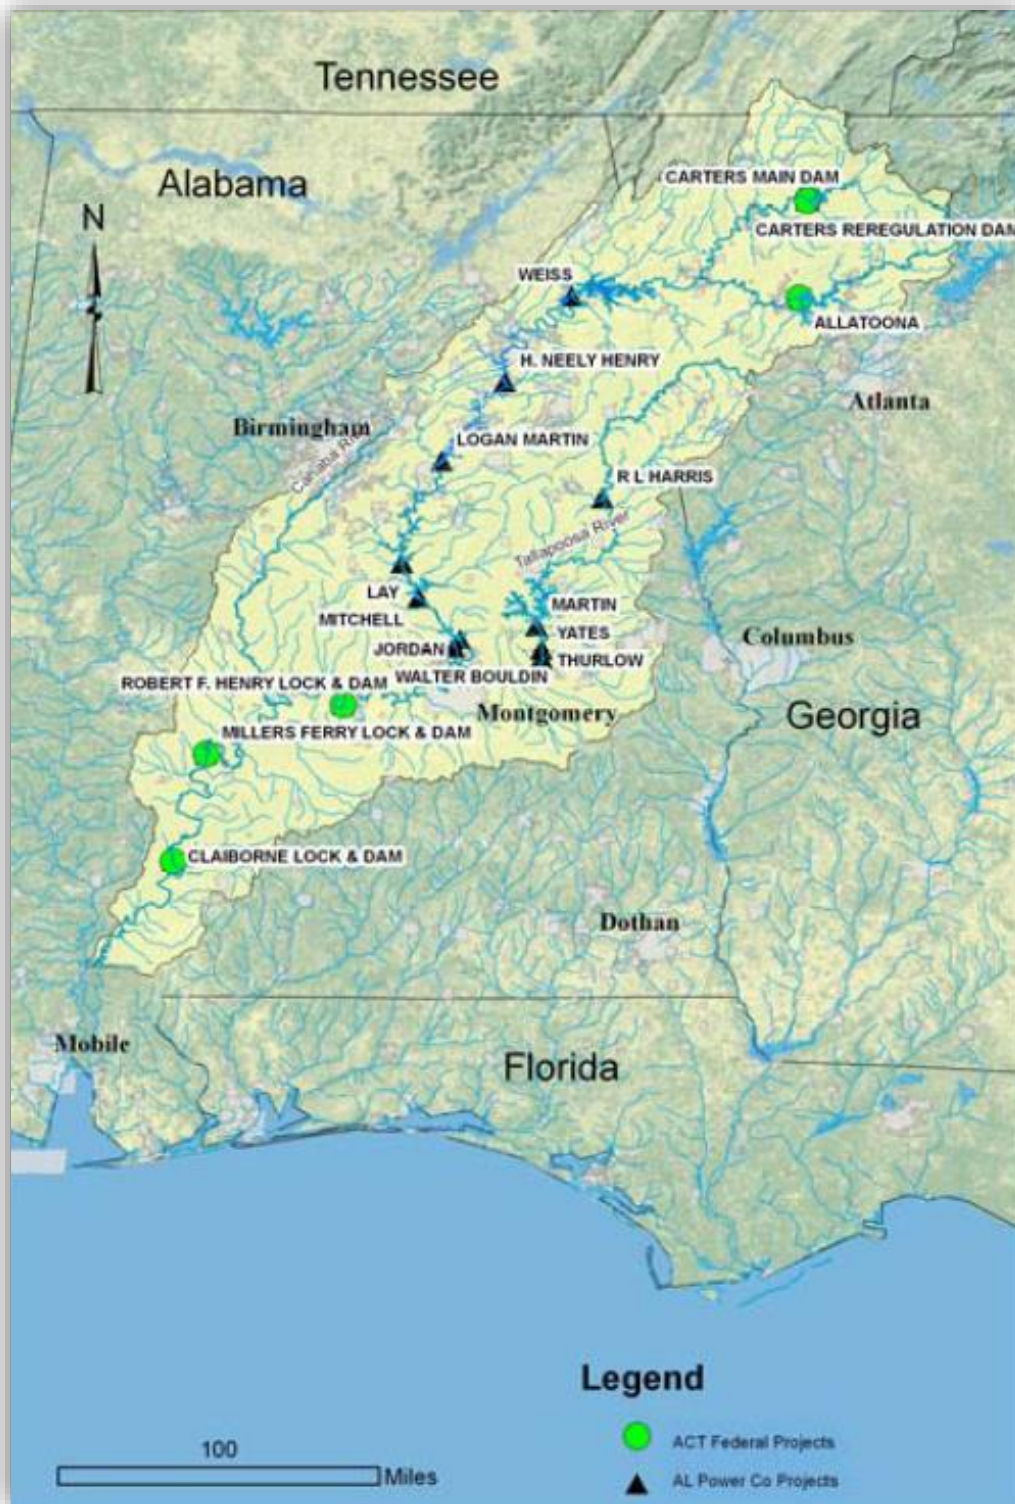 Tennessee
Alabama
N
CARTERS MAIN DAM
CARTERS REREGULATION DAM
WEISS
ALLATOONA
H. NEELY HENRY
Atlanta
Birmingham
LOGAN MARTIN
Cahaba River
R L HARRIS
Tallapoosa River
LAY
MARTIN
MITCHELL
YATES
Columbus
JORDAN
THURLOW
WALTER BOULDIN
ROBERT F. HENRY LOCK & DAM
Montgomery
Georgia
MILLERS FERRY LOCK & DAM
CLAIBORNE LOCK & DAM
Dothan
Mobile
Florida
Legend
ACT Federal Projects
AL Power Co Projects
100
Miles